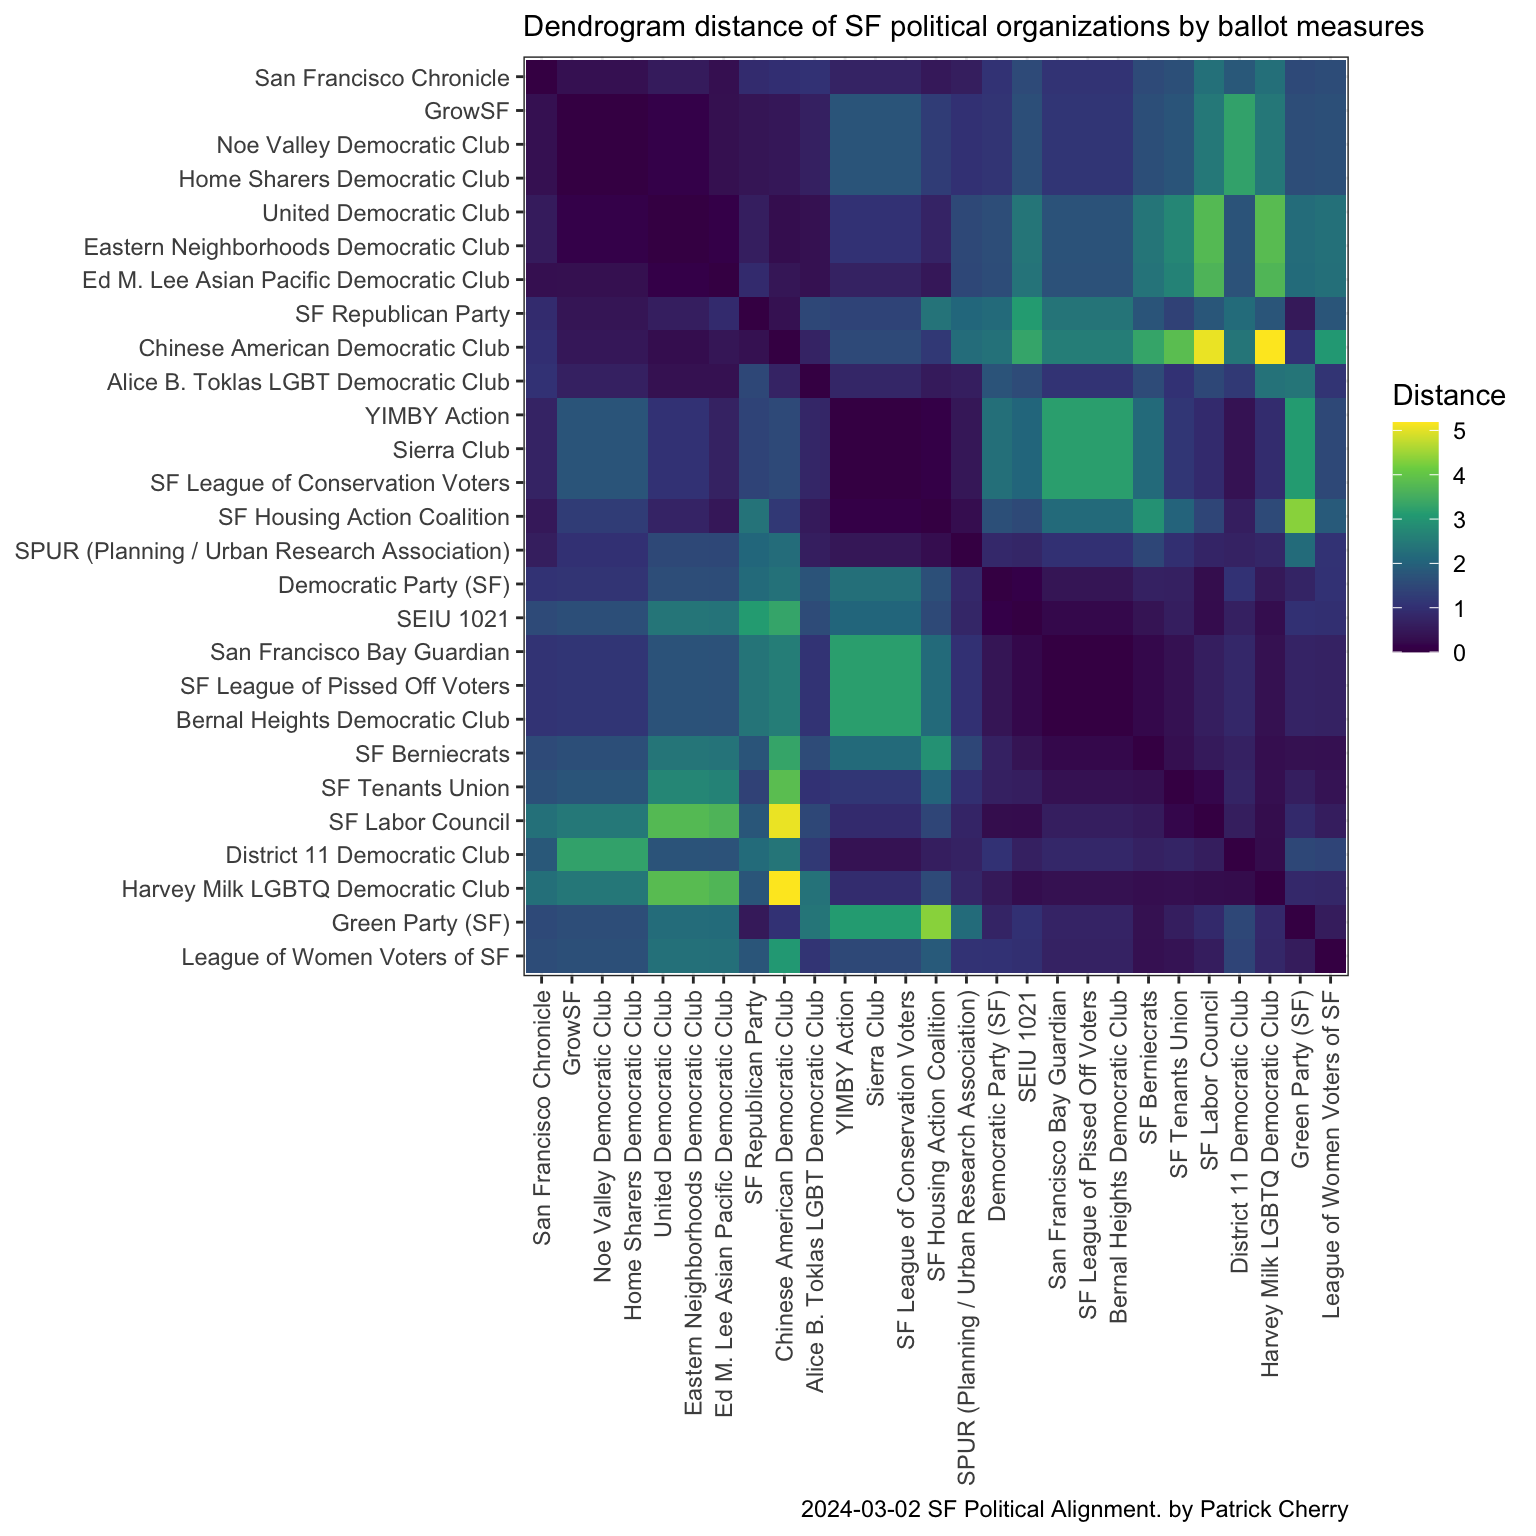 Dendrogram distance of SF political organizations by ballot measures
San Francisco Chronicle
GrowSF
Noe Valley Democratic Club
Home Sharers Democratic Club
United Democratic Club
Eastern Neighborhoods Democratic Club
Ed M. Lee Asian Pacific Democratic Club
SF Republican Party
Chinese American Democratic Club
Alice B. Toklas LGBT Democratic Club
YIMBY Action
Sierra Club
SF League of Conservation Voters
SF Housing Action Coalition
SPUR (Planning / Urban Research Association)
Democratic Party (SF)
SEIU 1021
San Francisco Bay Guardian
SF League of Pissed Off Voters
Bernal Heights Democratic Club
SF Berniecrats
SF Tenants Union
SF Labor Council
District 11 Democratic Club
Harvey Milk LGBTQ Democratic Club
Green Party (SF)
League of Women Voters of SF
San Francisco Chronicle
GrowSF
Noe Valley Democratic Club
Home Sharers Democratic Club
United Democratic Club
Eastern Neighborhoods Democratic Club
Ed M. Lee Asian Pacific Democratic Club
SF Republican Party
Chinese American Democratic Club
Alice B. Toklas LGBT Democratic Club
YIMBY Action
Sierra Club
SF League of Conservation Voters
SF Housing Action Coalition
SPUR (Planning / Urban Research Association)
Democratic Party (SF)
SEIU 1021
San Francisco Bay Guardian
SF League of Pissed Off Voters
Bernal Heights Democratic Club
SF Berniecrats
SF Tenants Union
SF Labor Council
District 11 Democratic Club
Harvey Milk LGBTQ Democratic Club
Green Party (SF)
League of Women Voters of SF
Distance
5
4
3
2
1
0
2024-03-02 SF Political Alignment. by Patrick Cherry